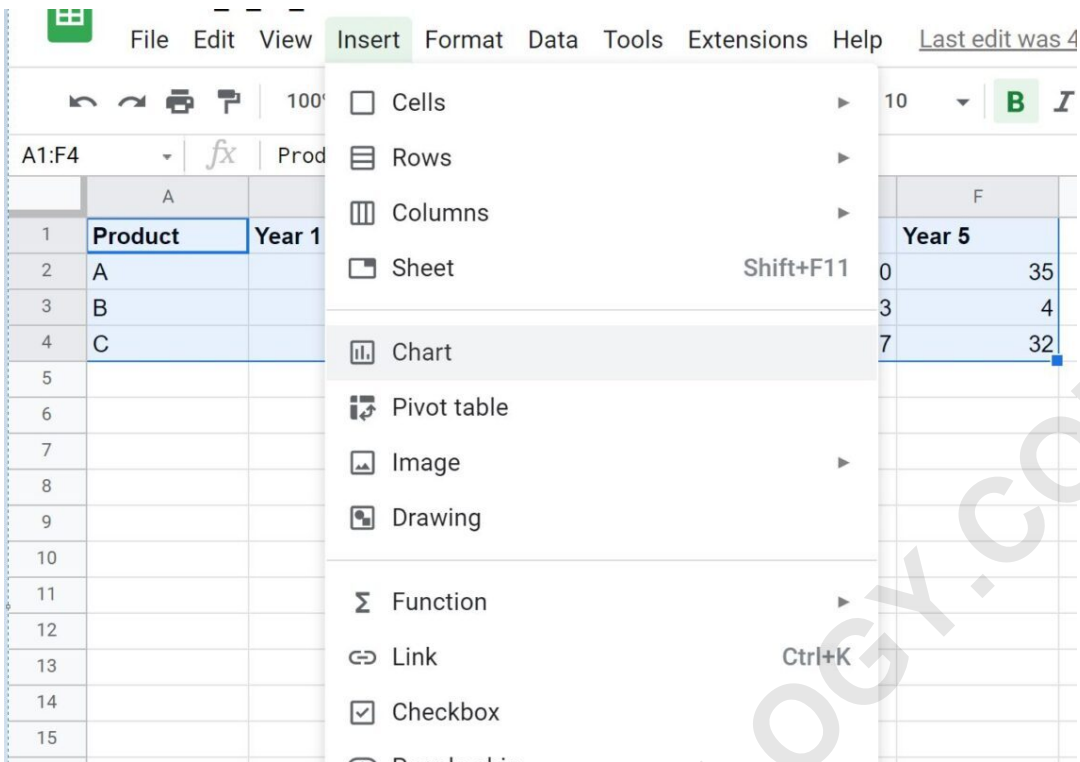 File Edit View Insert Format Data Tools Extensions Help Last edit was 4
100% 10 B I
A1:F4 fx Prod
A F
1 Product Year 1 Year 5
2 A 0 35
3 B 3 4
4 C 7 32
5
6
7
8
9
10
11
12
13
14
15
Cells
Rows
Columns
Sheet Shift+F11
Chart
Pivot table
Image
Drawing
Σ Function
Link Ctrl+K
Checkbox
OGY.CO